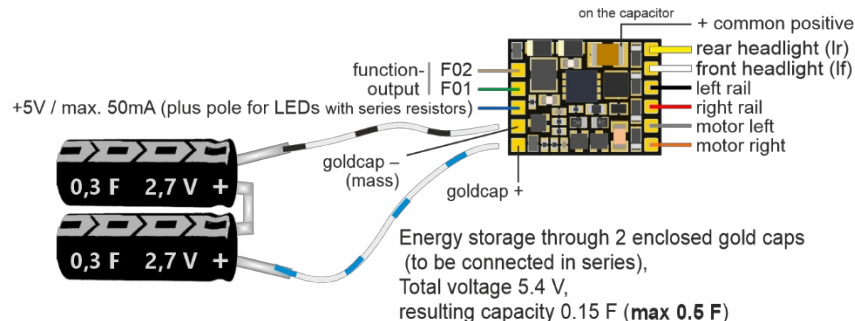 on the capacitor
+ common positive
rear headlight (lr)
front headlight (lf)
left rail
right rail
motor left
motor right
function-
output
F02
F01
+5V / max. 50mA (plus pole for LEDs with series resistors)
goldcap –
(mass)
goldcap +
0,3 F 2,7 V +
0,3 F 2,7 V +
Energy storage through 2 enclosed gold caps
(to be connected in series),
Total voltage 5.4 V,
resulting capacity 0.15 F (max 0,5 F)